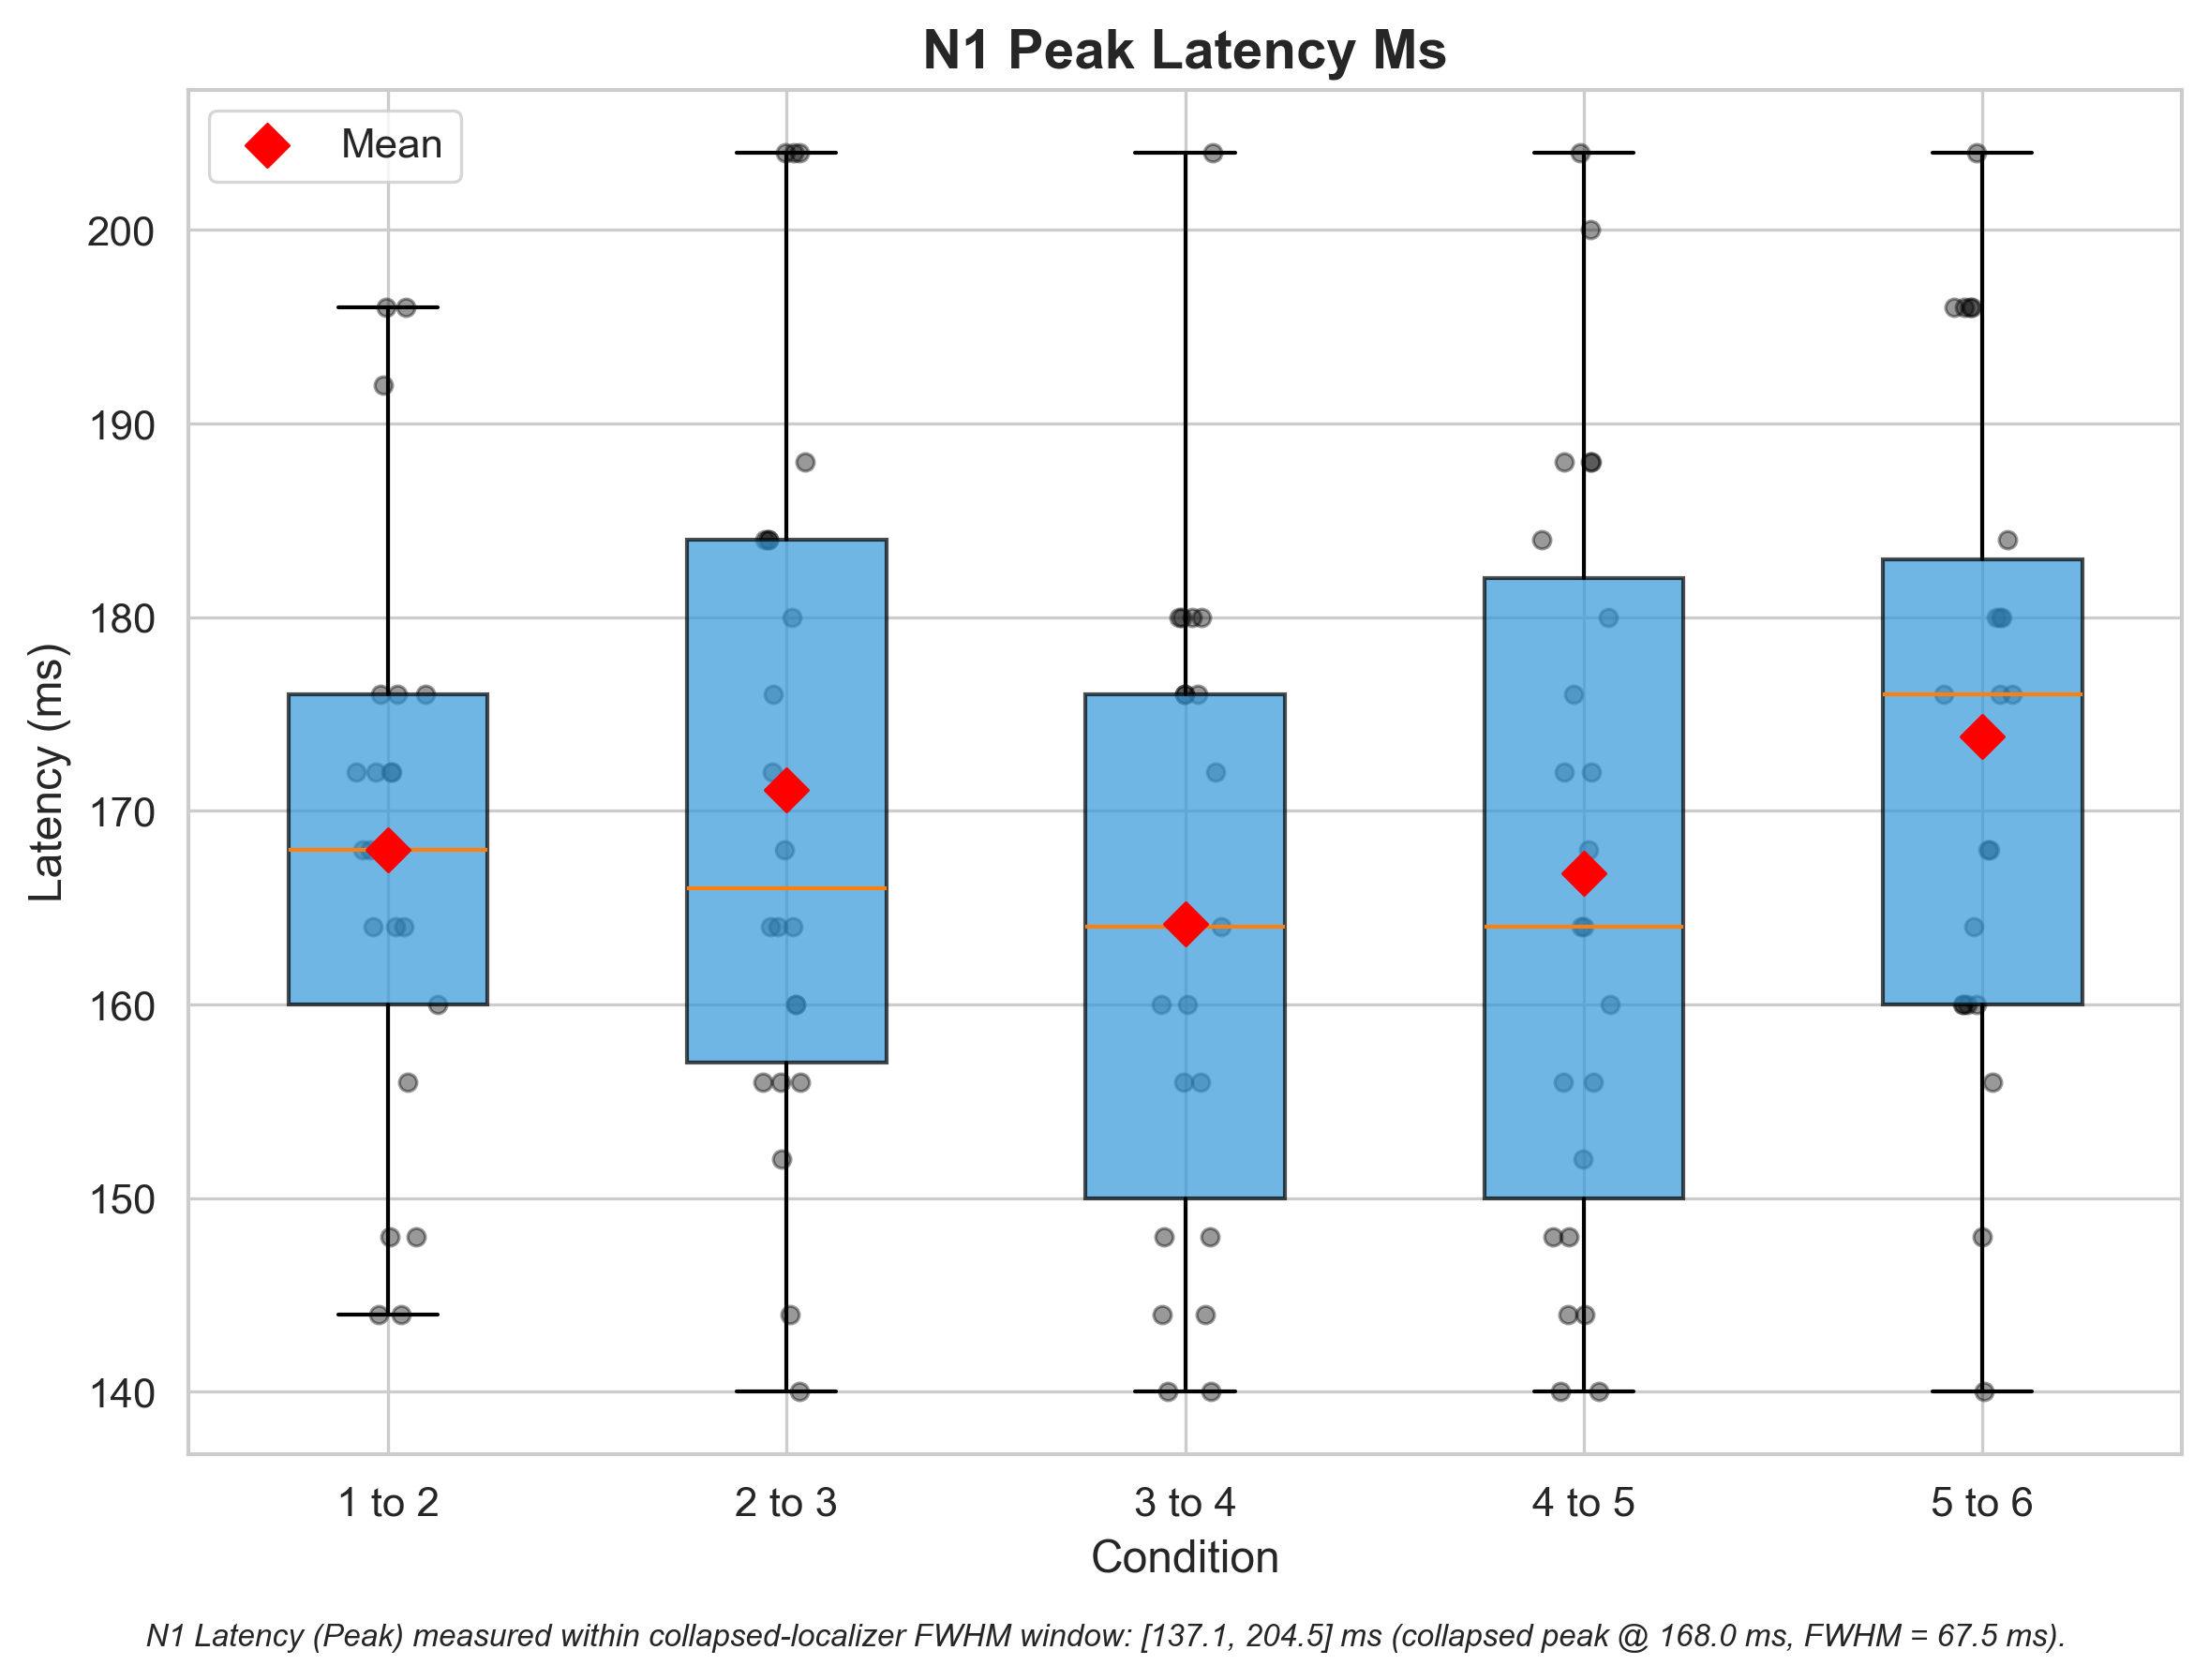 N1 Peak Latency Ms
Mean
Latency (ms)
200
190
180
170
160
150
140
1 to 2
2 to 3
3 to 4
4 to 5
5 to 6
Condition
N1 Latency (Peak) measured within collapsed-localizer FWHM window: [137.1, 204.5] ms (collapsed peak @ 168.0 ms, FWHM = 67.5 ms).